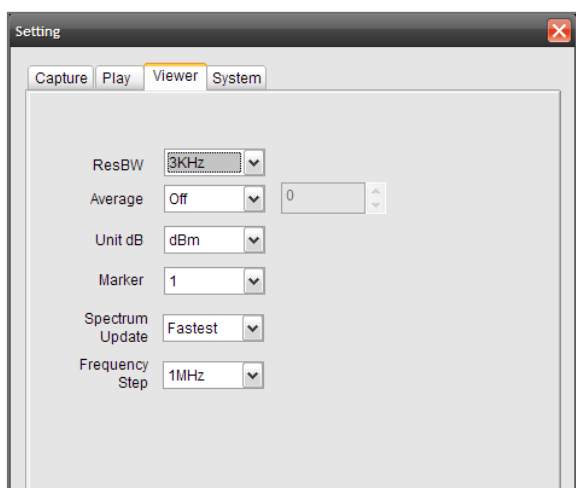 Setting
Capture Play Viewer System
ResBW 3KHz
Average Off 0
Unit dB dBm
Marker 1
Spectrum
Update Fastest
Frequency
Step 1MHz